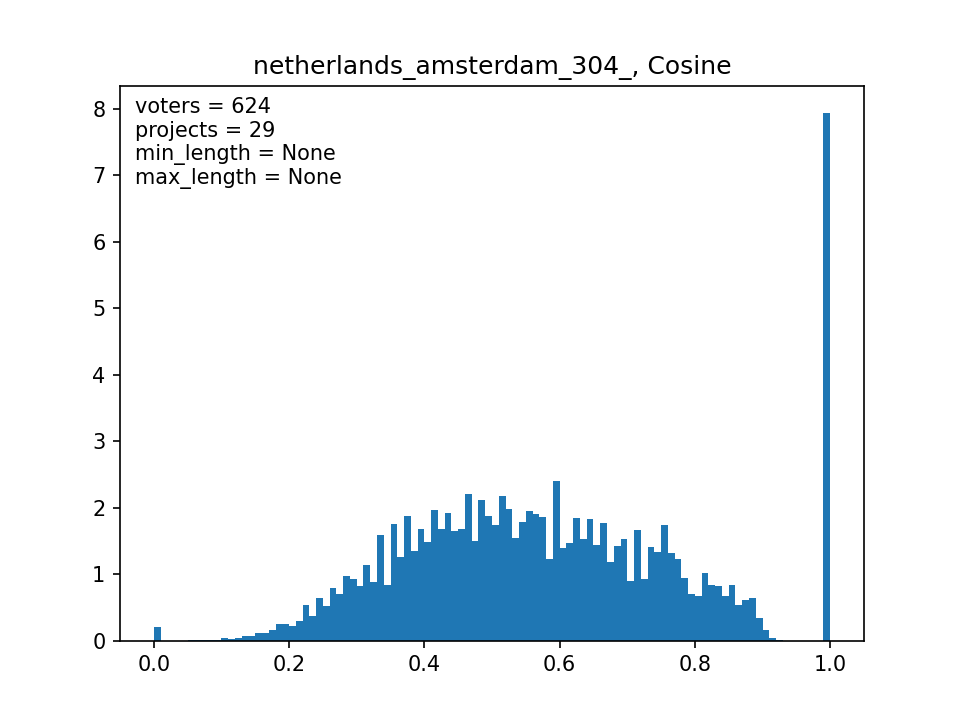 netherlands_amsterdam_304_, Cosine
voters = 624
projects = 29
min_length = None
max_length = None
8
7
6
5
4
3
2
1
0
0.0 0.2 0.4 0.6 0.8 1.0